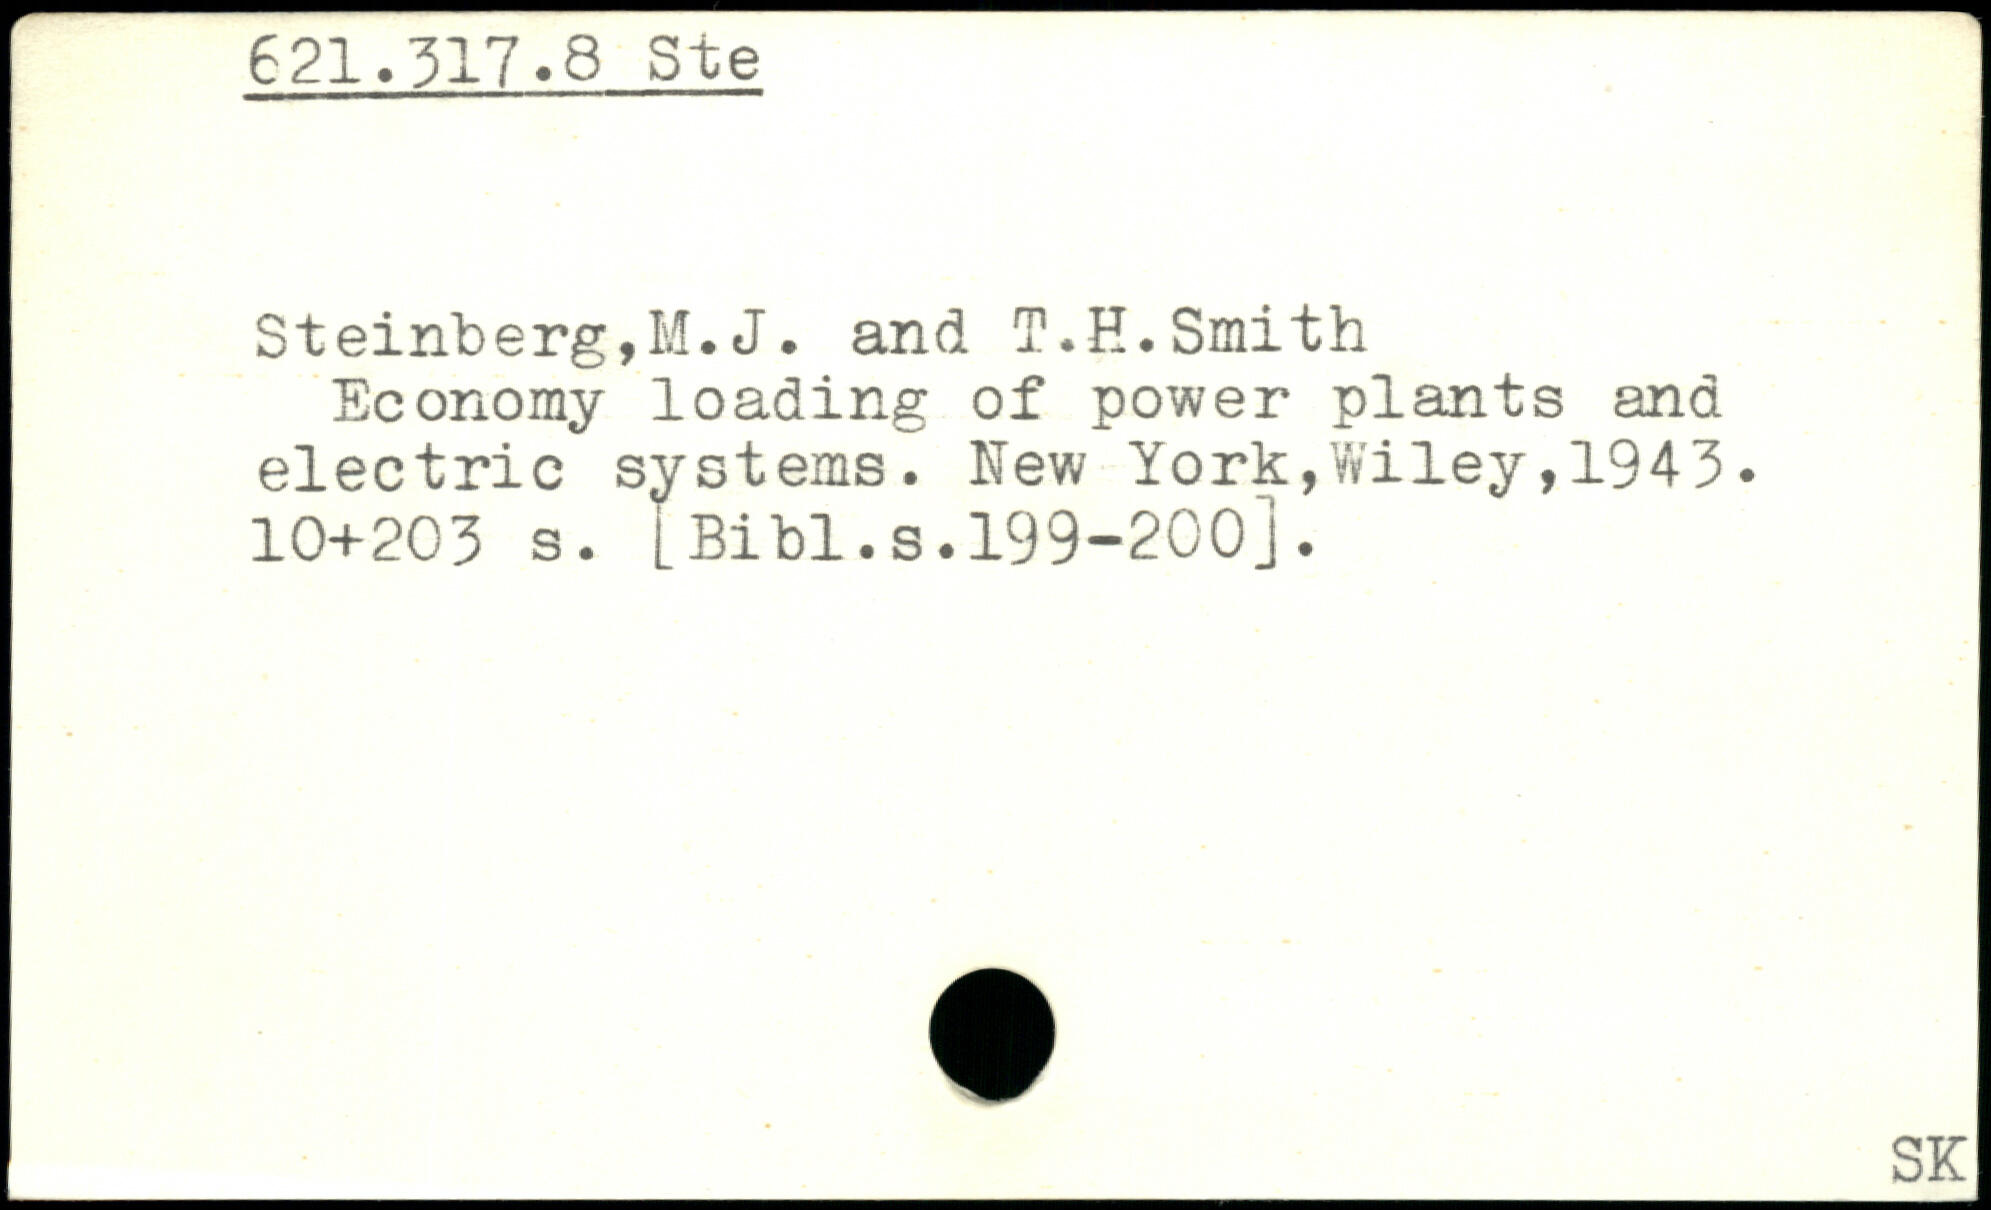 621.317.8 Ste
Steinberg,M.J. and T.H.Smith
Economy loading of power plants and
electric systems. New York,Wiley,1943.
10+203 s. [Bibl.s.199-200].
SK